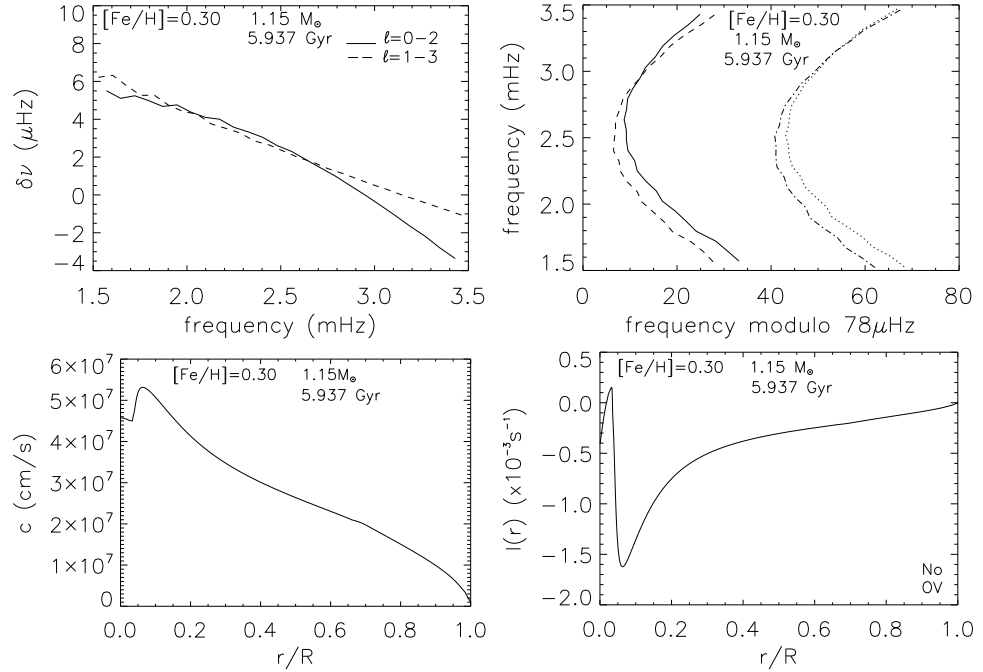 [Fe/H]=0.30 1.15 M☉
5.937 Gyr
ℓ=0−2
ℓ=1−3
δν (μHz)
10
8
6
4
2
0
−2
−4
1.5 2.0 2.5 3.0 3.5
frequency (mHz)
[Fe/H]=0.30
1.15 M☉
5.937 Gyr
frequency (mHz)
3.5
3.0
2.5
2.0
1.5
0 20 40 60 80
frequency modulo 78μHz
[Fe/H]=0.30 1.15M☉
5.937 Gyr
c (cm/s)
6×10⁷
5×10⁷
4×10⁷
3×10⁷
2×10⁷
1×10⁷
0
0.0 0.2 0.4 0.6 0.8 1.0
r/R
[Fe/H]=0.30 1.15 M☉
5.937 Gyr
I(r) (x10⁻³s⁻¹)
0.5
0.0
−0.5
−1.0
−1.5
−2.0
No
OV
0.0 0.2 0.4 0.6 0.8 1.0
r/R